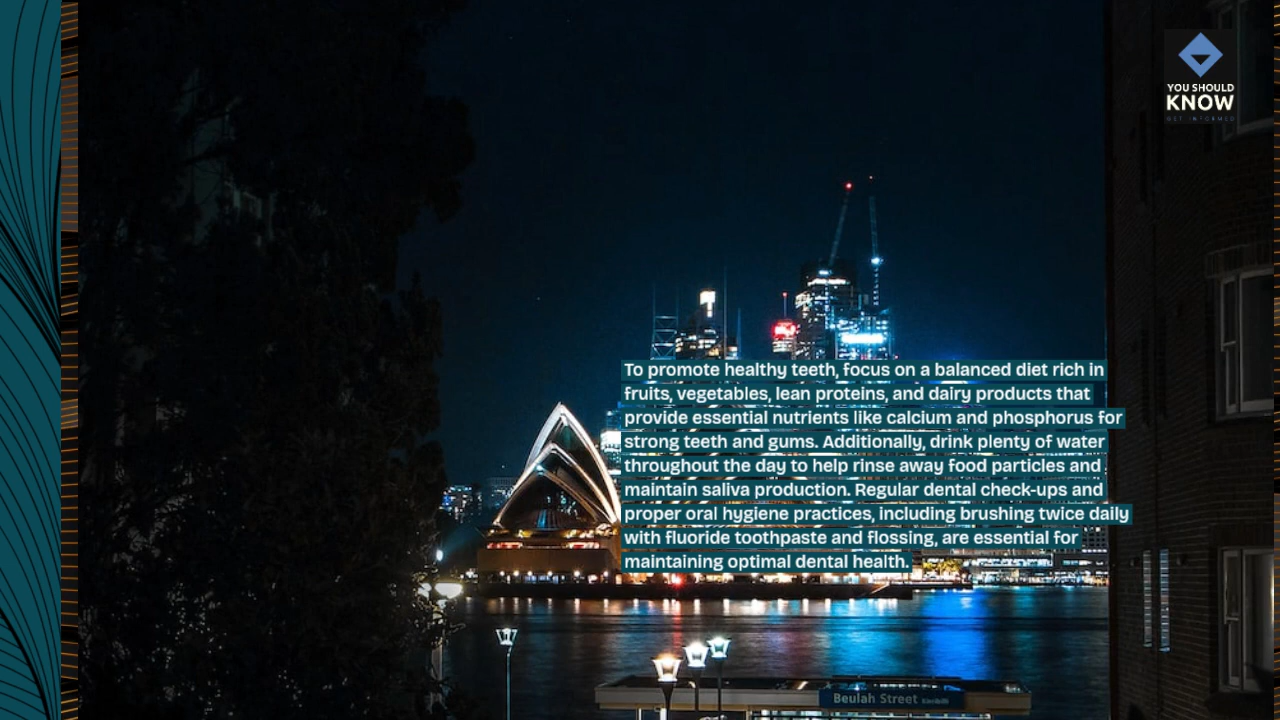 YOU SHOULD
KNOW
GET INFORMED
To promote healthy teeth, focus on a balanced diet rich in
fruits, vegetables, lean proteins, and dairy products that
provide essential nutrients like calcium and phosphorus for
strong teeth and gums. Additionally, drink plenty of water
throughout the day to help rinse away food particles and
maintain saliva production. Regular dental check-ups and
proper oral hygiene practices, including brushing twice daily
with fluoride toothpaste and flossing, are essential for
maintaining optimal dental health.
Beulah Street